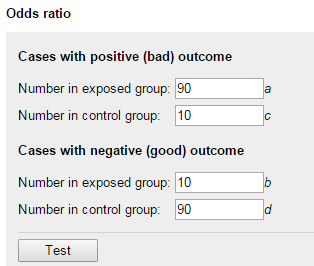 Odds ratio
Cases with positive (bad) outcome
Number in exposed group: 90 a
Number in control group: 10 c
Cases with negative (good) outcome
Number in exposed group: 10 b
Number in control group: 90 d
Test